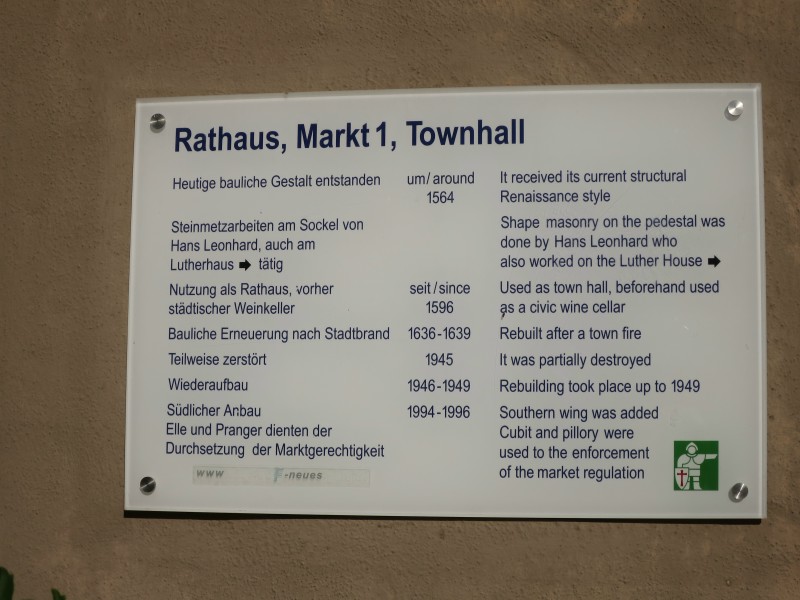 Rathaus, Markt 1, Townhall
Heutige bauliche Gestalt entstanden um/around It received its current structural
1564 Renaissance style
Steinmetzarbeiten am Sockel von
Hans Leonhard, auch am
Lutherhaus ➡ tätig
Shape masonry on the pedestal was
done by Hans Leonhard who
also worked on the Luther House ➡
Nutzung als Rathaus, vorher
städtischer Weinkeller
seit/since
1596
Used as town hall, beforehand used
as a civic wine cellar
Bauliche Erneuerung nach Stadtbrand 1636-1639 Rebuilt after a town fire
Teilweise zerstört 1945 It was partially destroyed
Wiederaufbau 1946-1949 Rebuilding took place up to 1949
Südlicher Anbau 1994-1996 Southern wing was added
Elle und Pranger dienten der
Durchsetzung der Marktgerechtigkeit
Cubit and pillory were
used to the enforcement
of the market regulation
www F-neues